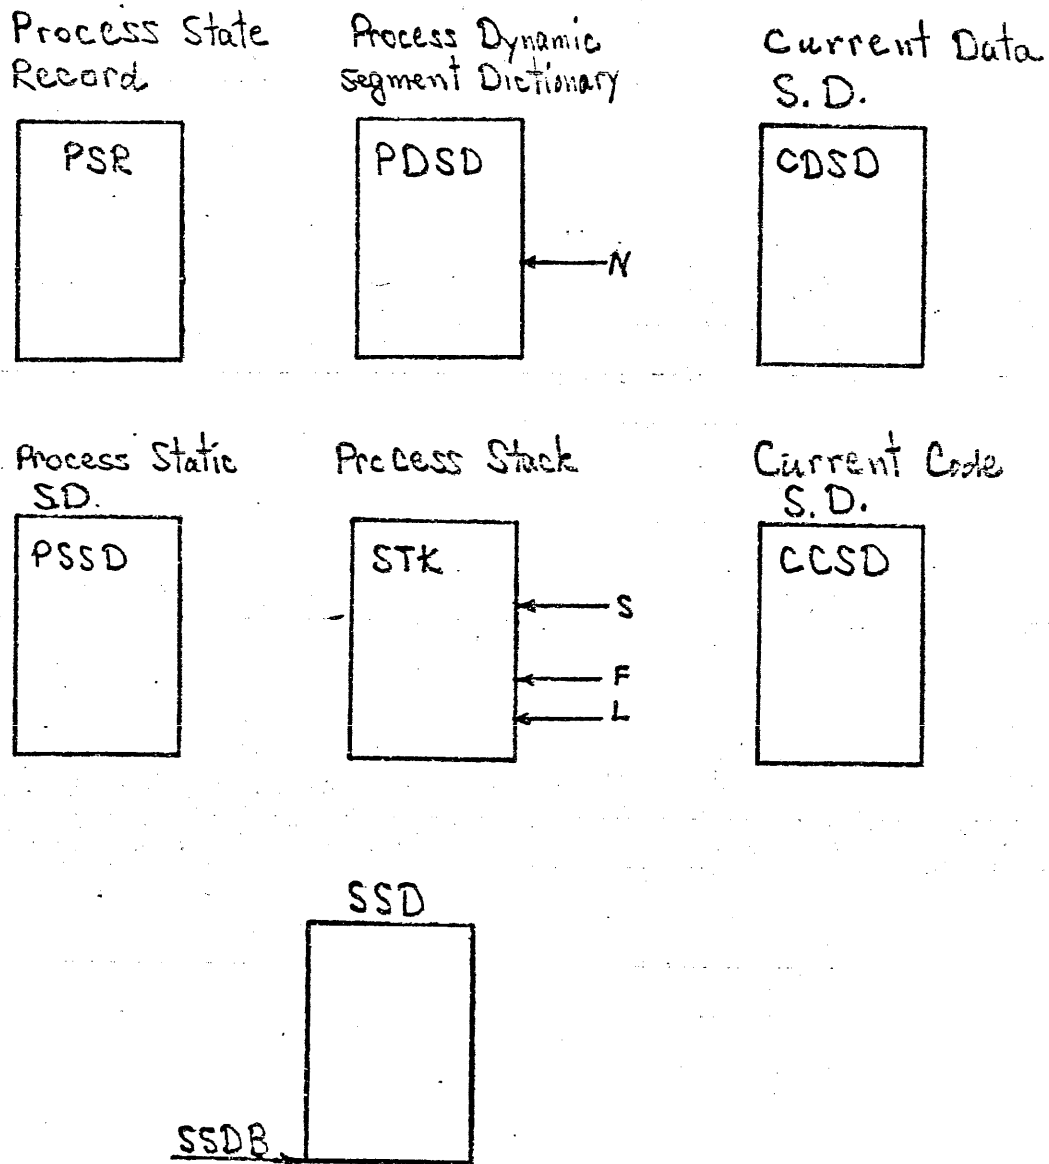 Process State
Record
PSR
Process Dynamic
Segment Dictionary
PDSD
N
Current Data
S.D.
CDSD
Process Static
SD.
PSSD
Process Stack
STK
S
F
L
Current Code
S.D.
CCSD
SSD
SSDB